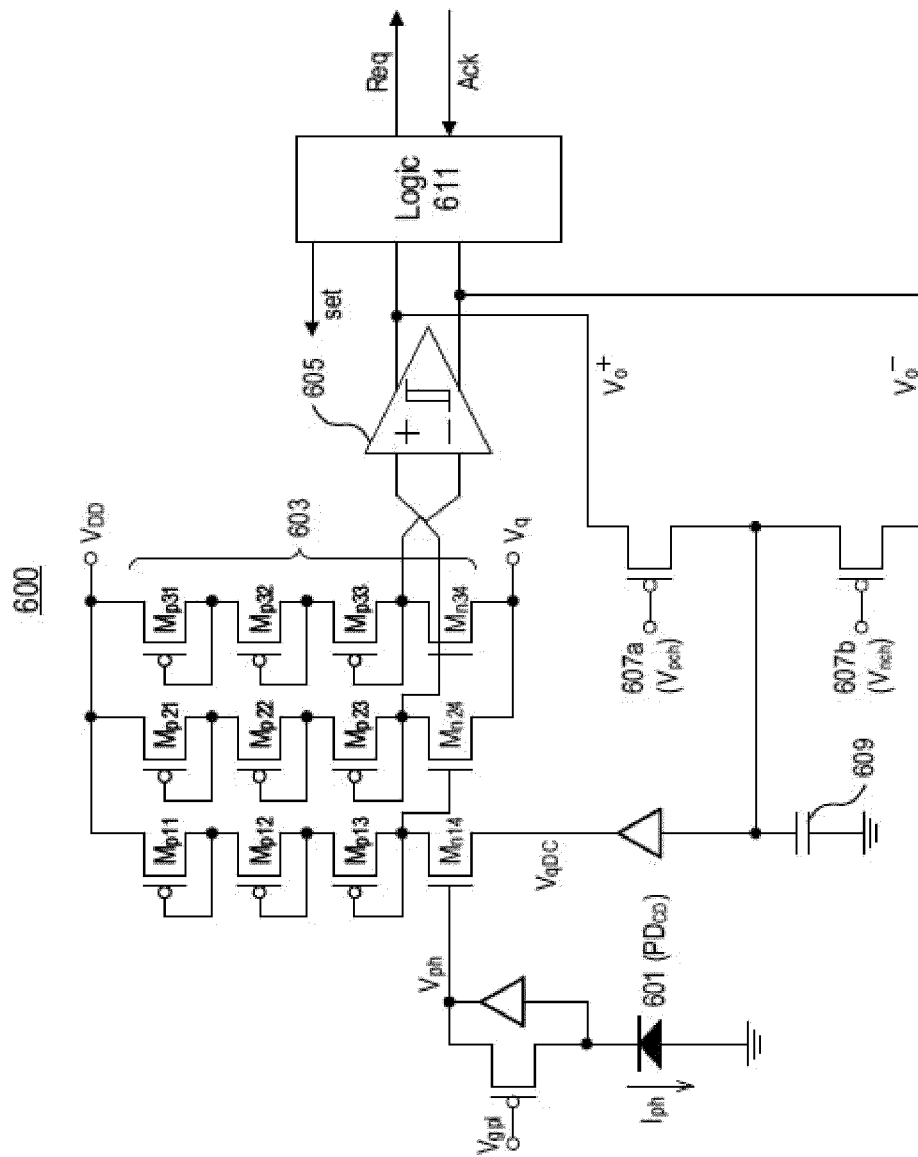 600
VDD
603
Mp31
Mp32
Mp33
Mn34
Mp21
Mp22
Mp23
Mn24
Mp11
Mp12
Mp13
Mn14
Vq
605
+
−
set
Logic
611
Req
Ack
Vph
Vgpl
Iph
601 (PDCD)
VqDC
609
607a
(Vpch)
607b
(Vnch)
Vo+
Vo−